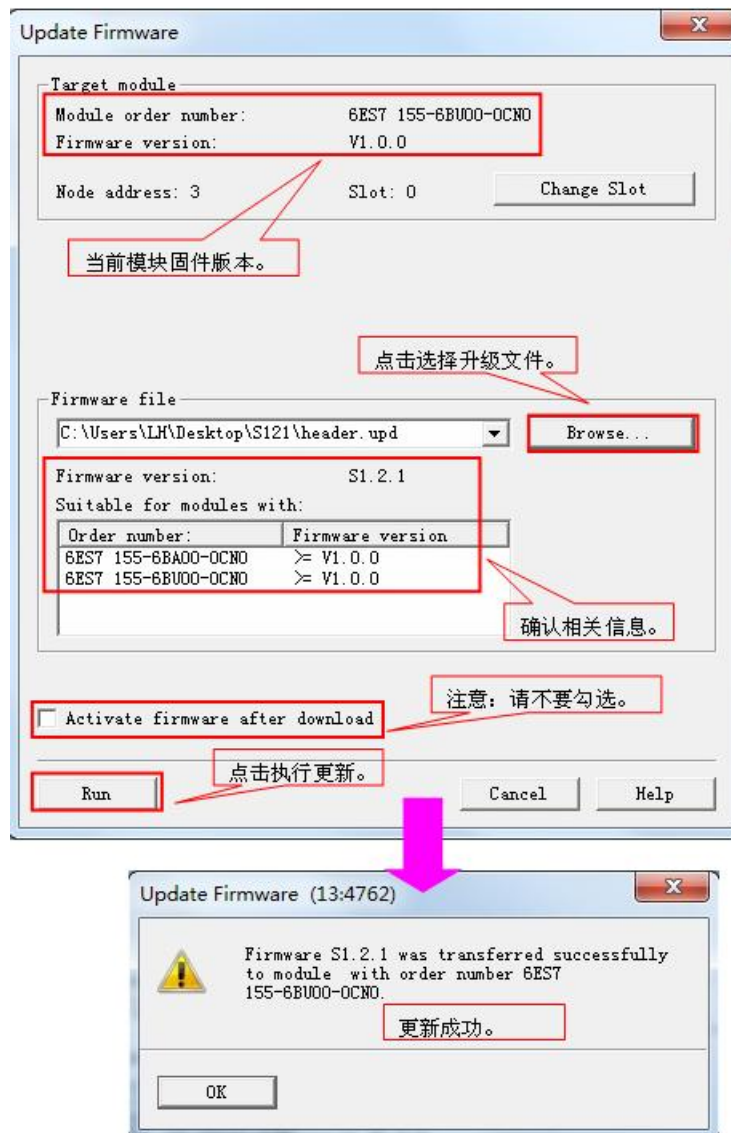 Update Firmware
Target module
Module order number: 6ES7 155-6BU00-0CN0
Firmware version: V1.0.0
Node address: 3 Slot: 0 Change Slot
当前模块固件版本。
点击选择升级文件。
Firmware file
C:\Users\LH\Desktop\S121\header.upd Browse...
Firmware version: S1.2.1
Suitable for modules with:
Order number: Firmware version
6ES7 155-6BA00-0CN0 >= V1.0.0
6ES7 155-6BU00-0CN0 >= V1.0.0
确认相关信息。
注意：请不要勾选。
Activate firmware after download
点击执行更新。
Run Cancel Help
Update Firmware (13:4762)
Firmware S1.2.1 was transferred successfully
to module with order number 6ES7
155-6BU00-0CN0.
更新成功。
OK